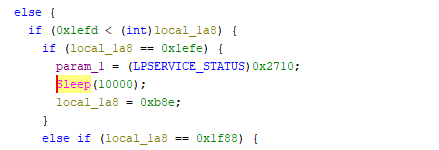 else {
if (0x1efd < (int)local_1a8) {
if (local_1a8 == 0x1efe) {
param_1 = (LPSERVICE_STATUS)0x2710;
Sleep(10000);
local_1a8 = 0xb8e;
}
else if (local_1a8 == 0x1f88) {